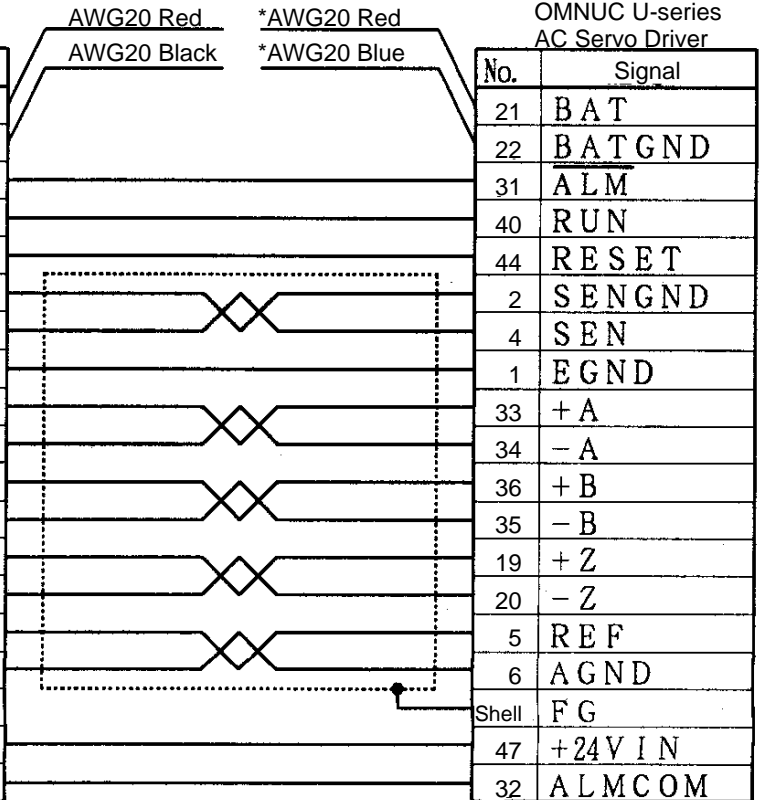 AWG20 Red *AWG20 Red
AWG20 Black *AWG20 Blue
OMNUC U-series
AC Servo Driver
No. Signal
21 BAT
22 BATGND
31 ALM
40 RUN
44 RESET
2 SENGND
4 SEN
1 EGND
33 +A
34 −A
36 +B
35 −B
19 +Z
20 −Z
5 REF
6 AGND
Shell FG
47 +24VIN
32 ALMCOM